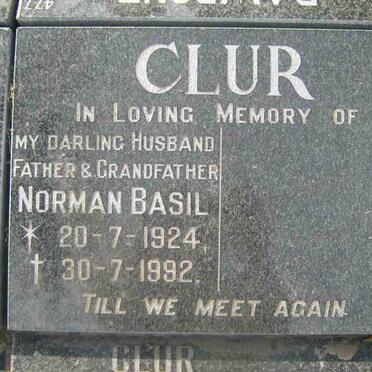 CLUR
IN LOVING MEMORY OF
MY DARLING HUSBAND
FATHER & GRANDFATHER
NORMAN BASIL
* 20-7-1924.
† 30-7-1992.
TILL WE MEET AGAIN
CLUR